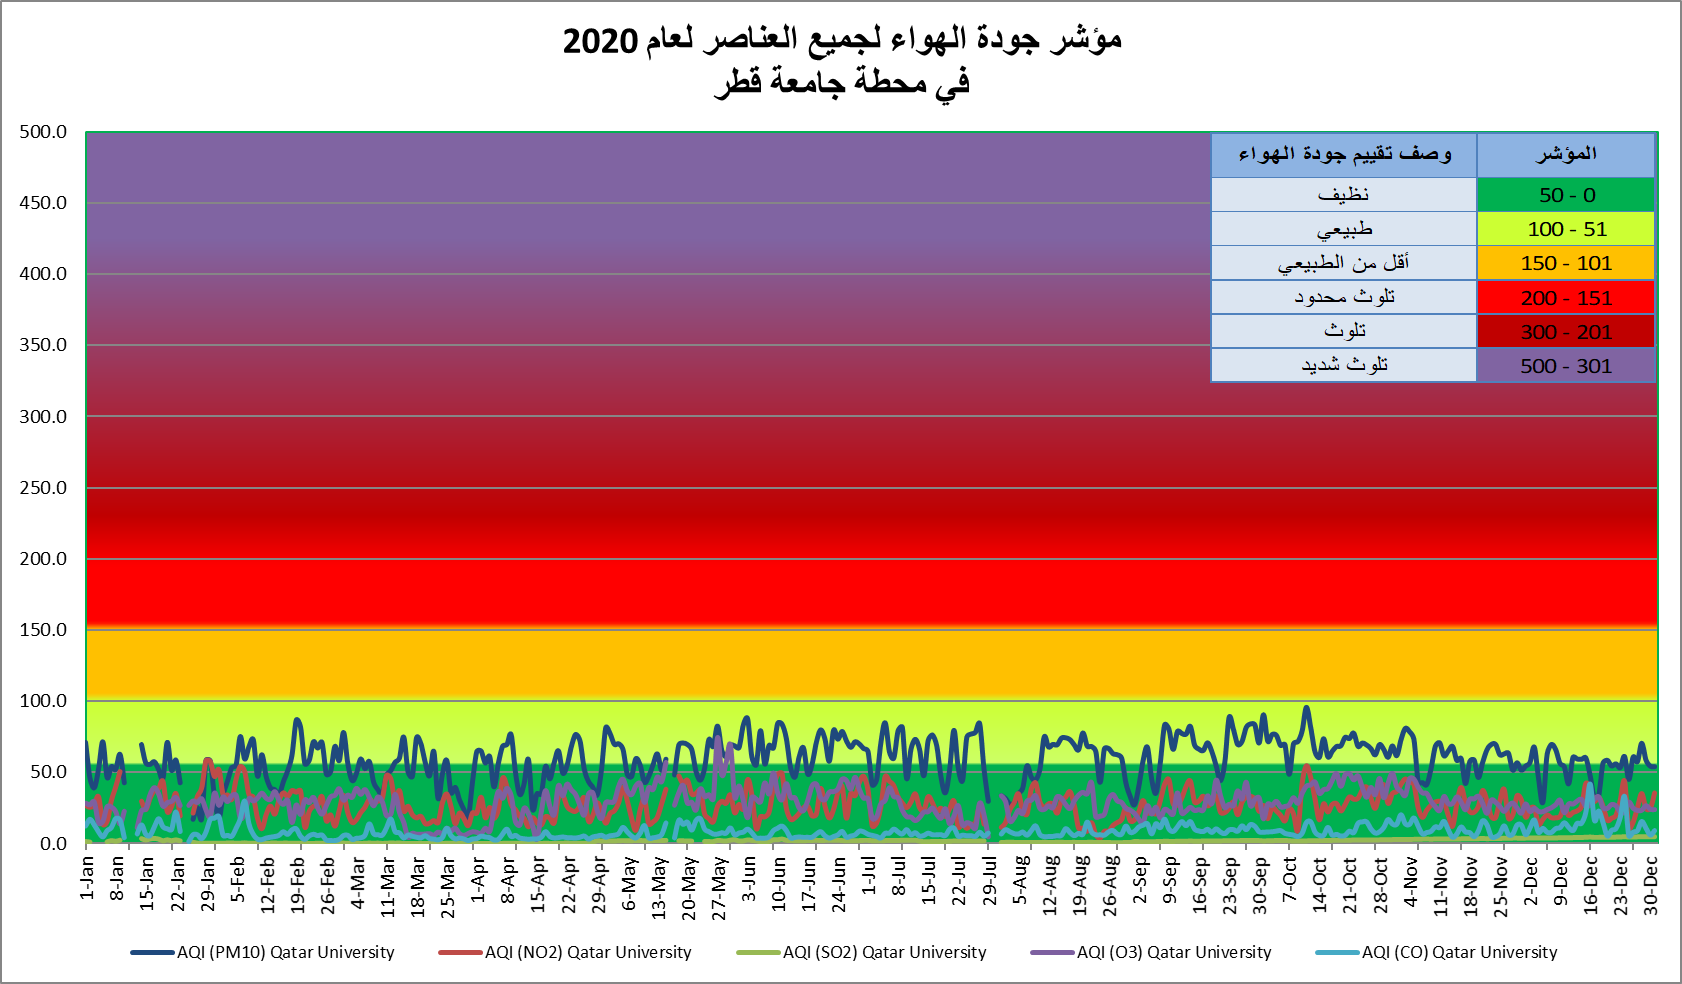 مؤشر جودة الهواء لجميع العناصر لعام 2020
في محطة جامعة قطر
500.0
450.0
400.0
350.0
300.0
250.0
200.0
150.0
100.0
50.0
0.0
المؤشر وصف تقييم جودة الهواء
50 - 0 نظيف
100 - 51 طبيعي
150 - 101 أقل من الطبيعي
200 - 151 تلوث محدود
300 - 201 تلوث
500 - 301 تلوث شديد
1-Jan
8-Jan
15-Jan
22-Jan
29-Jan
5-Feb
12-Feb
19-Feb
26-Feb
4-Mar
11-Mar
18-Mar
25-Mar
1-Apr
8-Apr
15-Apr
22-Apr
29-Apr
6-May
13-May
20-May
27-May
3-Jun
10-Jun
17-Jun
24-Jun
1-Jul
8-Jul
15-Jul
22-Jul
29-Jul
5-Aug
12-Aug
19-Aug
26-Aug
2-Sep
9-Sep
16-Sep
23-Sep
30-Sep
7-Oct
14-Oct
21-Oct
28-Oct
4-Nov
11-Nov
18-Nov
25-Nov
2-Dec
9-Dec
16-Dec
23-Dec
30-Dec
AQI (PM10) Qatar University
AQI (NO2) Qatar University
AQI (SO2) Qatar University
AQI (O3) Qatar University
AQI (CO) Qatar University